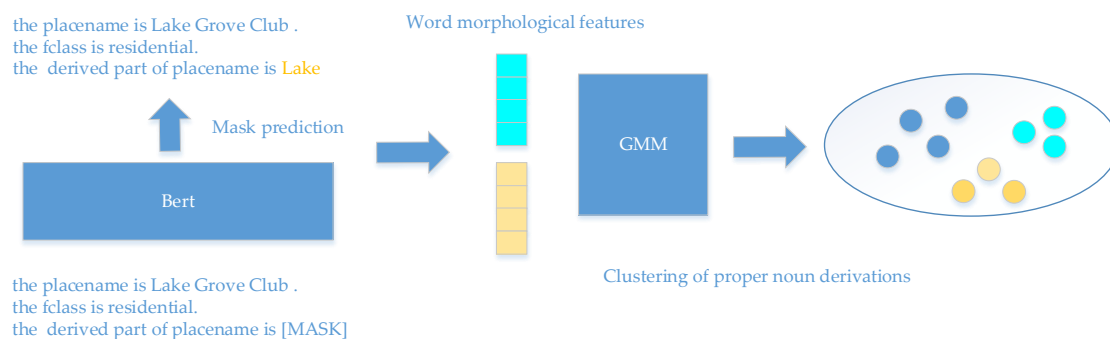 the placename is Lake Grove Club .
the fclass is residential.
the  derived part of placename is Lake
Mask prediction
Bert
the placename is Lake Grove Club .
the fclass is residential.
the  derived part of placename is [MASK]
Word morphological features
GMM
Clustering of proper noun derivations